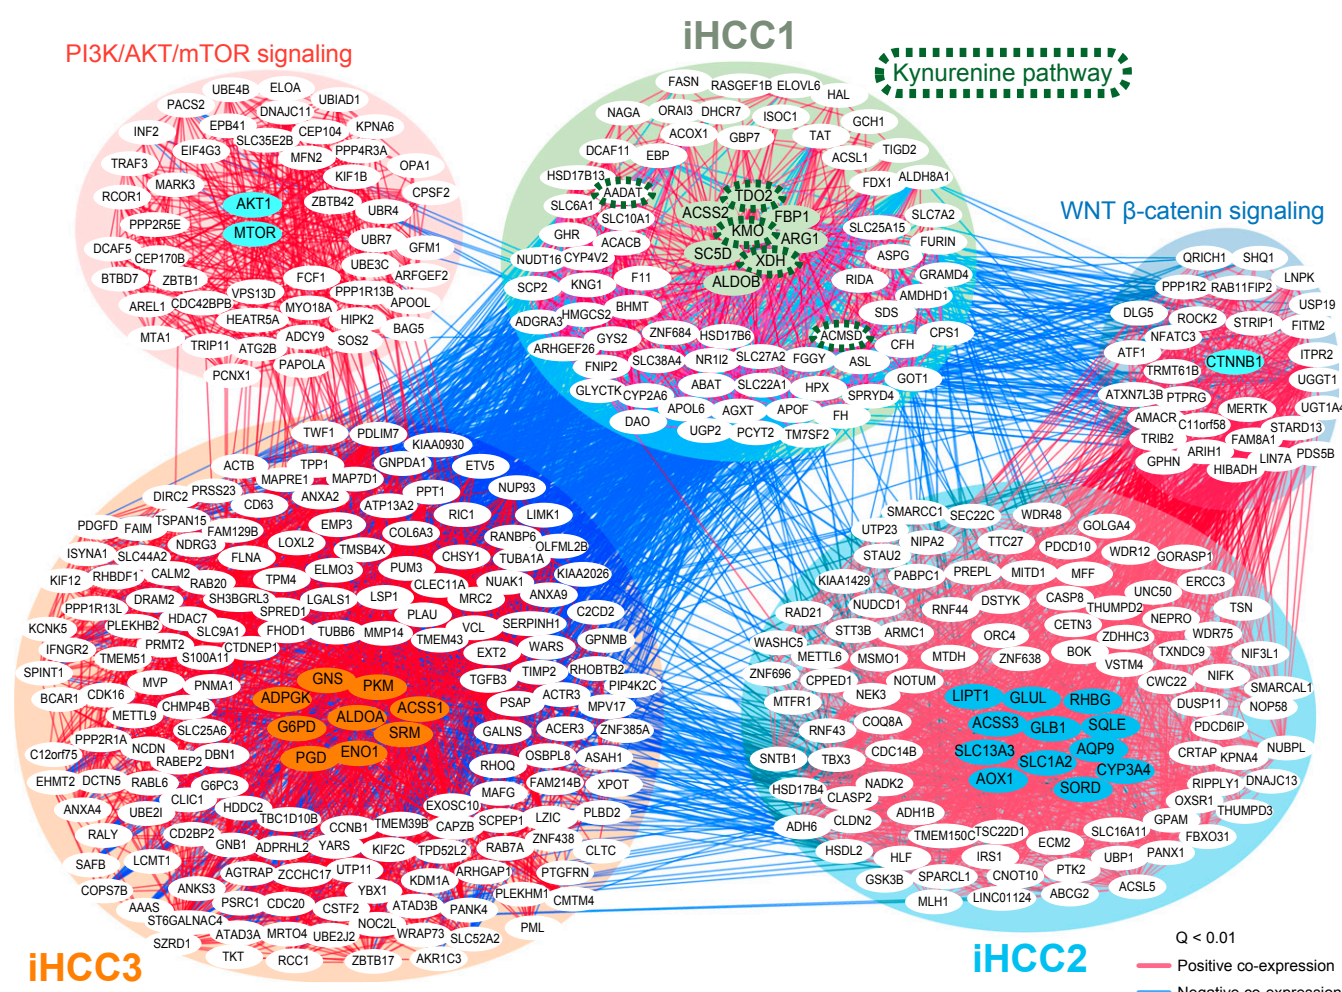 iHCC1
PI3K/AKT/mTOR signaling
Kynurenine pathway
WNT β-catenin signaling
UBE4B
ELOA
UBIAD1
PACS2
DNAJC11
INF2
EPB41
CEP104
KPNA6
SLC35E2B
EIF4G3
MFN2
PPP4R3A
TRAF3
OPA1
MARK3
KIF1B
RCOR1
AKT1
ZBTB42
CPSF2
UBR4
PPP2R5E
MTOR
DCAF5
UBR7
GFM1
CEP170B
UBE3C
BTBD7
ZBTB1
FCF1
ARFGEF2
VPS13D
PPP1R13B
AREL1
CDC42BPB
MYO18A
APOOL
HEATR5A
HIPK2
BAG5
MTA1
TRIP11
ATG2B
ADCY9
SOS2
PCNX1
PAPOLA
FASN
RASGEF1B
ELOVL6
HAL
NAGA
ORAI3
DHCR7
ISOC1
GCH1
ACOX1
GBP7
TAT
DCAF11
EBP
ACSL1
TIGD2
HSD17B13
AADAT
TDO2
FDX1
ALDH8A1
SLC6A1
SLC10A1
ACSS2
FBP1
SLC7A2
GHR
ACACB
KMO
ARG1
SLC25A15
FURIN
NUDT16
CYP4V2
SC5D
XDH
ASPG
SCP2
KNG1
F11
ALDOB
RIDA
GRAMD4
AMDHD1
ADGRA3
HMGCS2
BHMT
SDS
ARHGEF26
GYS2
ZNF684
HSD17B6
ACMSD
CFH
CPS1
FNIP2
SLC38A4
NR1I2
SLC27A2
FGGY
ASL
GLYCTK
CYP2A6
ABAT
SLC22A1
HPX
SPRYD4
GOT1
DAO
APOL6
AGXT
APOF
FH
UGP2
PCYT2
TM7SF2
QRICH1
SHQ1
LNPK
PPP1R2
RAB11FIP2
USP19
DLG5
ROCK2
STRIP1
FITM2
NFATC3
ATF1
CTNNB1
ITPR2
TRMT61B
UGGT1
ATXN7L3B
PTPRG
MERTK
UGT1A4
AMACR
C11orf58
STARD13
TRIB2
FAM8A1
GPHN
ARIH1
LIN7A
PDS5B
HIBADH
TWF1
PDLIM7
KIAA0930
ACTB
TPP1
GNPDA1
ETV5
MAPRE1
MAP7D1
DIRC2
PRSS23
NUP93
CD63
ANXA2
ATP13A2
PPT1
RIC1
LIMK1
PDGFD
FAIM
TSPAN15
FAM129B
EMP3
COL6A3
RANBP6
ISYNA1
SLC44A2
NDRG3
LOXL2
TMSB4X
CHSY1
TUBA1A
OLFML2B
FLNA
KIF12
RHBDF1
CALM2
RAB20
TPM4
ELMO3
PUM3
CLEC11A
NUAK1
KIAA2026
DRAM2
SH3BGRL3
LGALS1
LSP1
MRC2
ANXA9
PPP1R13L
SPRED1
PLAU
C2CD2
KCNK5
PLEKHB2
HDAC7
SLC9A1
FHOD1
TUBB6
MMP14
VCL
SERPINH1
IFNGR2
PRMT2
CTDNEP1
TMEM43
EXT2
WARS
GPNMB
SPINT1
TMEM51
S100A11
TIMP2
RHOBTB2
BCAR1
CDK16
MVP
PNMA1
GNS
PKM
TGFB3
ACTR3
PIP4K2C
METTL9
CHMP4B
ADPGK
ACSS1
PSAP
MPV17
SLC25A6
G6PD
ALDOA
GALNS
ACER3
ZNF385A
PPP2R1A
NCDN
SRM
C12orf75
RABEP2
DBN1
PGD
ENO1
RHOQ
OSBPL8
ASAH1
EHMT2
DCTN5
RABL6
G6PC3
MAFG
FAM214B
XPOT
ANXA4
UBE2I
CLIC1
HDDC2
EXOSC10
PLBD2
TBC1D10B
TMEM39B
SCPEP1
LZIC
RALY
CD2BP2
CCNB1
CAPZB
ZNF438
GNB1
ADPRHL2
YARS
KIF2C
TPD52L2
RAB7A
CLTC
SAFB
LCMT1
AGTRAP
ZCCHC17
UTP11
KDM1A
ARHGAP1
PTGFRN
COPS7B
ANKS3
YBX1
PLEKHM1
CMTM4
AAAS
PSRC1
CDC20
CSTF2
ATAD3B
PANK4
ST6GALNAC4
NOC2L
PML
SZRD1
ATAD3A
MRTO4
UBE2J2
WRAP73
SLC52A2
TKT
RCC1
ZBTB17
AKR1C3
iHCC3
SMARCC1
SEC22C
WDR48
UTP23
GOLGA4
NIPA2
TTC27
PDCD10
STAU2
WDR12
GORASP1
KIAA1429
PABPC1
PREPL
MITD1
MFF
ERCC3
RAD21
NUDCD1
RNF44
DSTYK
CASP8
UNC50
THUMPD2
TSN
WASHC5
STT3B
ARMC1
CETN3
NEPRO
ORC4
ZDHHC3
WDR75
ZNF696
METTL6
MSMO1
MTDH
ZNF638
BOK
TXNDC9
NIF3L1
CPPED1
VSTM4
MTFR1
NEK3
NOTUM
CWC22
NIFK
SMARCAL1
LIPT1
GLUL
RHBG
DUSP11
NOP58
RNF43
COQ8A
ACSS3
GLB1
SQLE
PDCD6IP
SNTB1
TBX3
CDC14B
SLC13A3
AQP9
CRTAP
KPNA4
NUBPL
SLC1A2
CYP3A4
HSD17B4
NADK2
AOX1
SORD
RIPPLY1
DNAJC13
CLASP2
OXSR1
THUMPD3
ADH6
CLDN2
ADH1B
GPAM
TMEM150C
TSC22D1
SLC16A11
FBXO31
HSDL2
ECM2
HLF
IRS1
UBP1
PANX1
GSK3B
SPARCL1
CNOT10
PTK2
MLH1
LINC01124
ABCG2
ACSL5
iHCC2
Q < 0.01
Positive co-expression
Negative co-expression